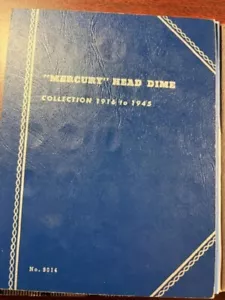 "MERCURY" HEAD DIME
COLLECTION 1916 to 1945
No. 9014